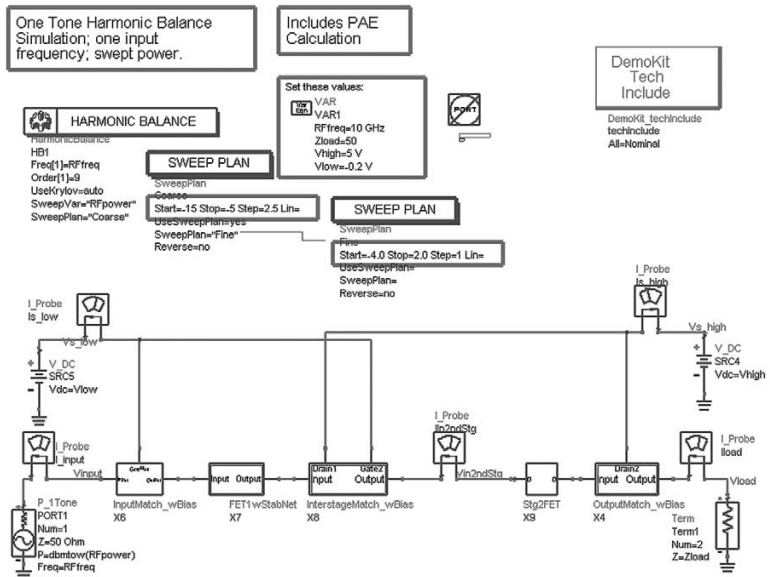 One Tone Harmonic Balance
Simulation; one input
frequency; swept power.
Includes PAE
Calculation
DemoKit
Tech
Include
DemoKit_techInclude
techInclude
All=Nominal
Set these values:
Var
Eqn
VAR
VAR1
RFfreq=10 GHz
Zload=50
Vhigh=5 V
Vlow=-0.2 V
PORT
HARMONIC BALANCE
HarmonicBalance
HB1
Freq[1]=RFfreq
Order[1]=9
UseKrylov=auto
SweepVar="RFpower"
SweepPlan="Coarse"
SWEEP PLAN
SweepPlan
Coarse
Start=-15 Stop=-5 Step=2.5 Lin=
UseSweepPlan=yes
SweepPlan="Fine"
Reverse=no
SWEEP PLAN
SweepPlan
Fine
Start=-4.0 Stop=2.0 Step=1 Lin=
UseSweepPlan=
SweepPlan=
Reverse=no
I_Probe
Is_low
Vs_low
V_DC
SRC5
Vdc=Vlow
I_Probe
Is_high
Vs_high
V_DC
SRC4
Vdc=Vhigh
I_Probe
I_input
Vinput
P_1Tone
PORT1
Num=1
Z=50 Ohm
P=dbmtow(RFpower)
Freq=RFfreq
InputMatch_wBias
X6
Input Output
FET1wStabNet
X7
Drain1 Gate2
Input Output
InterstageMatch_wBias
X8
I_Probe
Iin2ndStg
Vin2ndStg
G D
Stg2FET
X9
Drain2
Input Output
OutputMatch_wBias
X4
I_Probe
Iload
Vload
Term
Term1
Num=2
Z=Zload